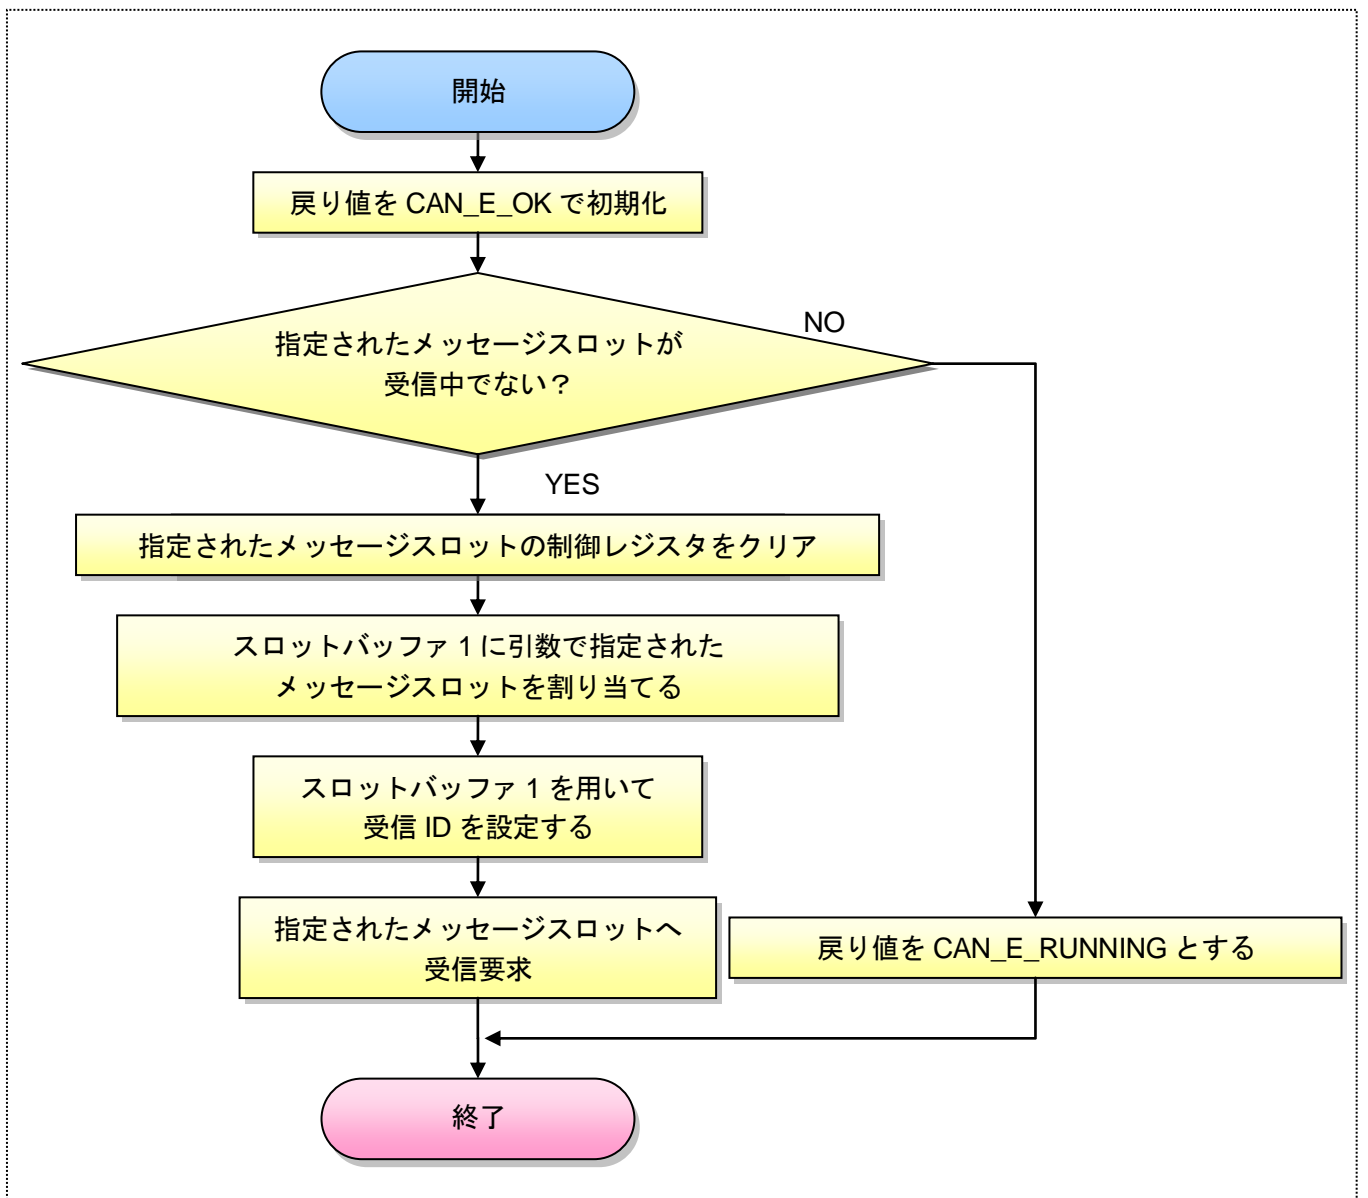 開始
戻り値を CAN_E_OK で初期化
指定されたメッセージスロットが
受信中でない？
NO
YES
指定されたメッセージスロットの制御レジスタをクリア
スロットバッファ 1 に引数で指定された
メッセージスロットを割り当てる
スロットバッファ 1 を用いて
受信 ID を設定する
指定されたメッセージスロットへ
受信要求
戻り値を CAN_E_RUNNING とする
終了